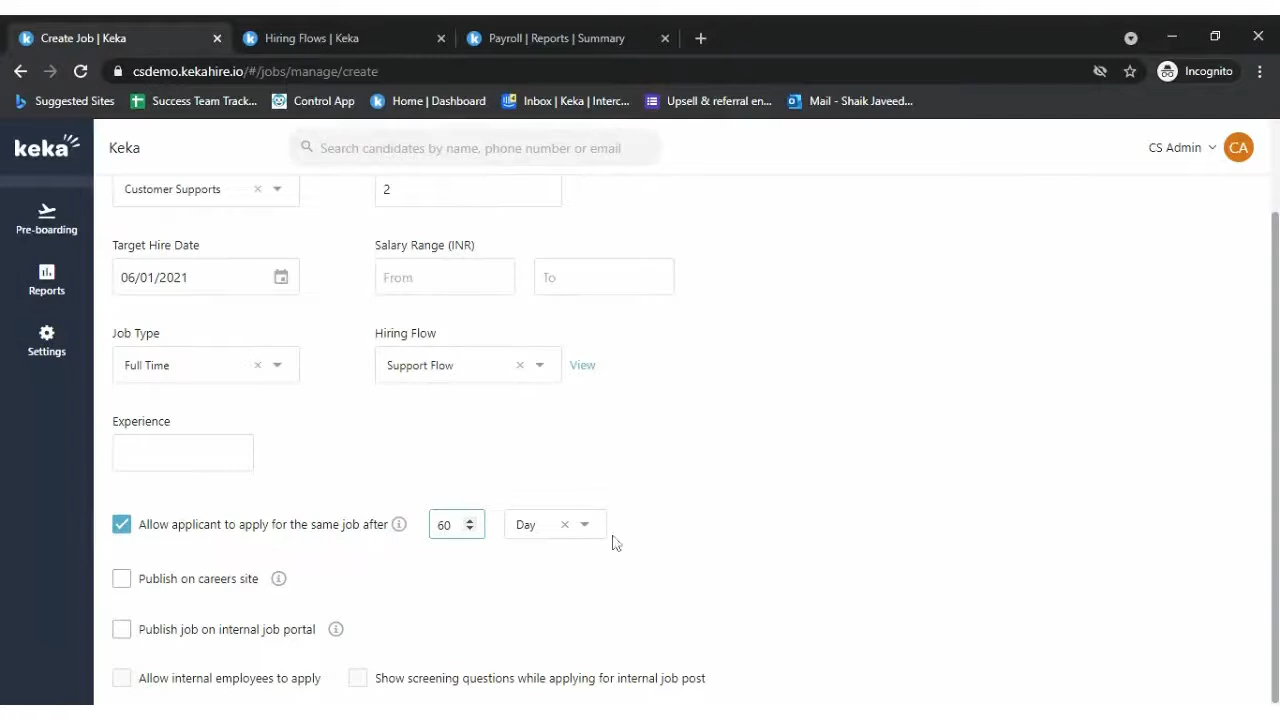 Create Job | Keka
Hiring Flows | Keka
Payroll | Reports | Summary
csdemo.kekahire.io/#/jobs/manage/create
Incognito
Suggested Sites
Success Team Track...
Control App
Home | Dashboard
Inbox | Keka | Interc...
Upsell & referral en...
Mail - Shaik Javeed...
keka
Keka
Search candidates by name, phone number or email
CS Admin
CA
Pre-boarding
Reports
Settings
Customer Supports
2
Target Hire Date
Salary Range (INR)
06/01/2021
From
To
Job Type
Hiring Flow
Full Time
Support Flow
View
Experience
Allow applicant to apply for the same job after
60
Day
Publish on careers site
Publish job on internal job portal
Allow internal employees to apply
Show screening questions while applying for internal job post